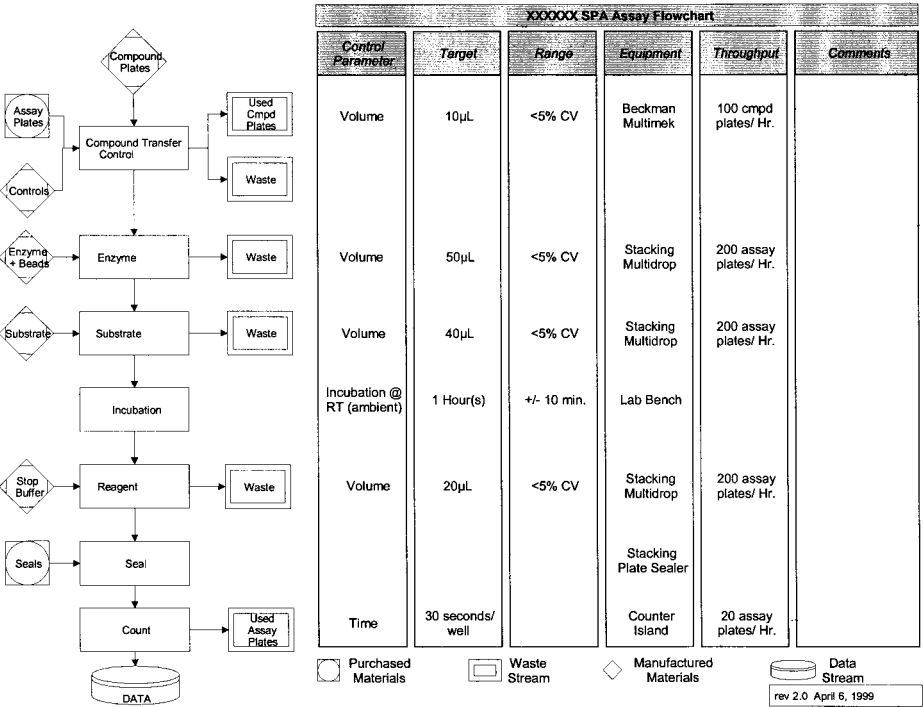 XXXXXX SPA Assay Flowchart
Control
Parameter
Target
Range
Equipment
Throughput
Comments
Compound
Plates
Assay
Plates
Controls
Compound Transfer
Control
Used
Cmpd
Plates
Waste
Volume
10µL
<5% CV
Beckman
Multimek
100 cmpd
plates/ Hr.
Enzyme
+ Beads
Enzyme
Waste
Volume
50µL
<5% CV
Stacking
Multidrop
200 assay
plates/ Hr.
Substrate
Substrate
Waste
Volume
40µL
<5% CV
Stacking
Multidrop
200 assay
plates/ Hr.
Incubation
Incubation @
RT (ambient)
1 Hour(s)
+/- 10 min.
Lab Bench
Stop
Buffer
Reagent
Waste
Volume
20µL
<5% CV
Stacking
Multidrop
200 assay
plates/ Hr.
Seals
Seal
Stacking
Plate Sealer
Count
Used
Assay
Plates
Time
30 seconds/
well
Counter
Island
20 assay
plates/ Hr.
DATA
Purchased
Materials
Waste
Stream
Manufactured
Materials
Data
Stream
rev 2.0 April 6, 1999